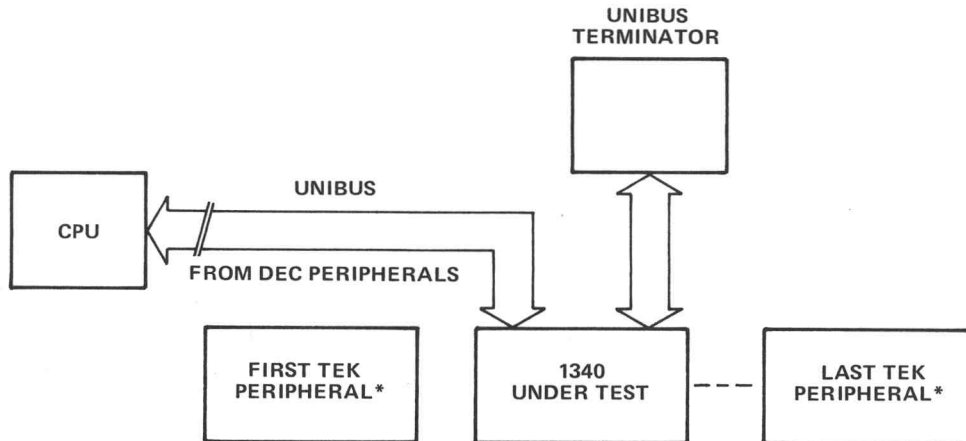 UNIBUS
TERMINATOR
CPU
UNIBUS
FROM DEC PERIPHERALS
FIRST TEK
PERIPHERAL*
1340
UNDER TEST
LAST TEK
PERIPHERAL*